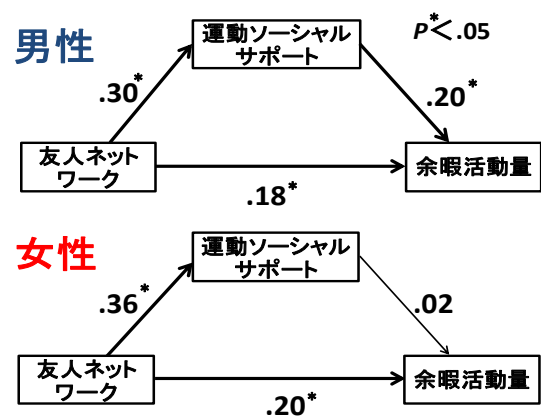 男性
運動ソーシャル
サポート
P*<.05
.30*
.20*
友人ネット
ワーク
余暇活動量
.18*
女性
運動ソーシャル
サポート
.36*
.02
友人ネット
ワーク
余暇活動量
.20*